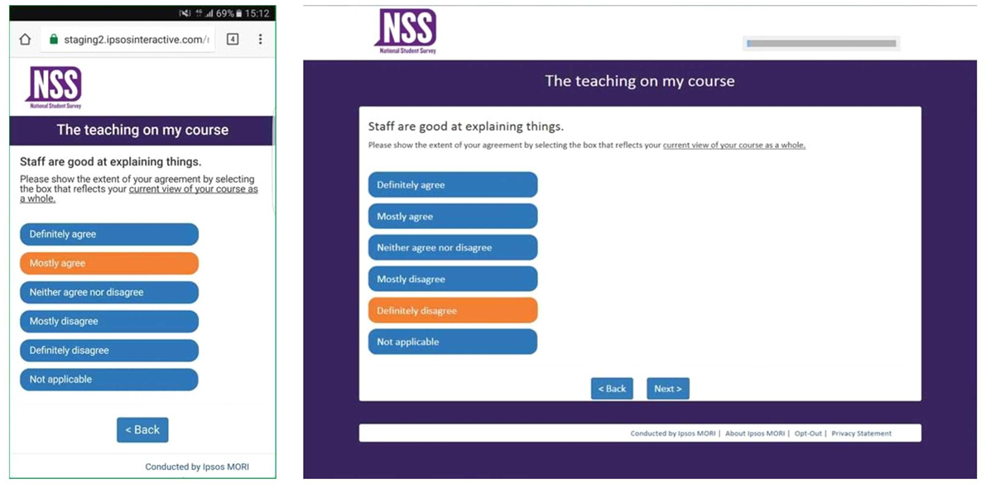 4G 69% 15:12
staging2.ipsosinteractive.com/r
4
NSS
National Student Survey
The teaching on my course
Staff are good at explaining things.
Please show the extent of your agreement by selecting
the box that reflects your current view of your course as
a whole.
Definitely agree
Mostly agree
Neither agree nor disagree
Mostly disagree
Definitely disagree
Not applicable
< Back
Conducted by Ipsos MORI
NSS
National Student Survey
The teaching on my course
Staff are good at explaining things.
Please show the extent of your agreement by selecting the box that reflects your current view of your course as a whole.
Definitely agree
Mostly agree
Neither agree nor disagree
Mostly disagree
Definitely disagree
Not applicable
< Back Next >
Conducted by Ipsos MORI | About Ipsos MORI | Opt-Out | Privacy Statement